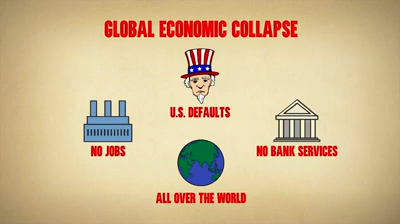 GLOBAL ECONOMIC COLLAPSE
U.S. DEFAULTS
NO JOBS
NO BANK SERVICES
ALL OVER THE WORLD